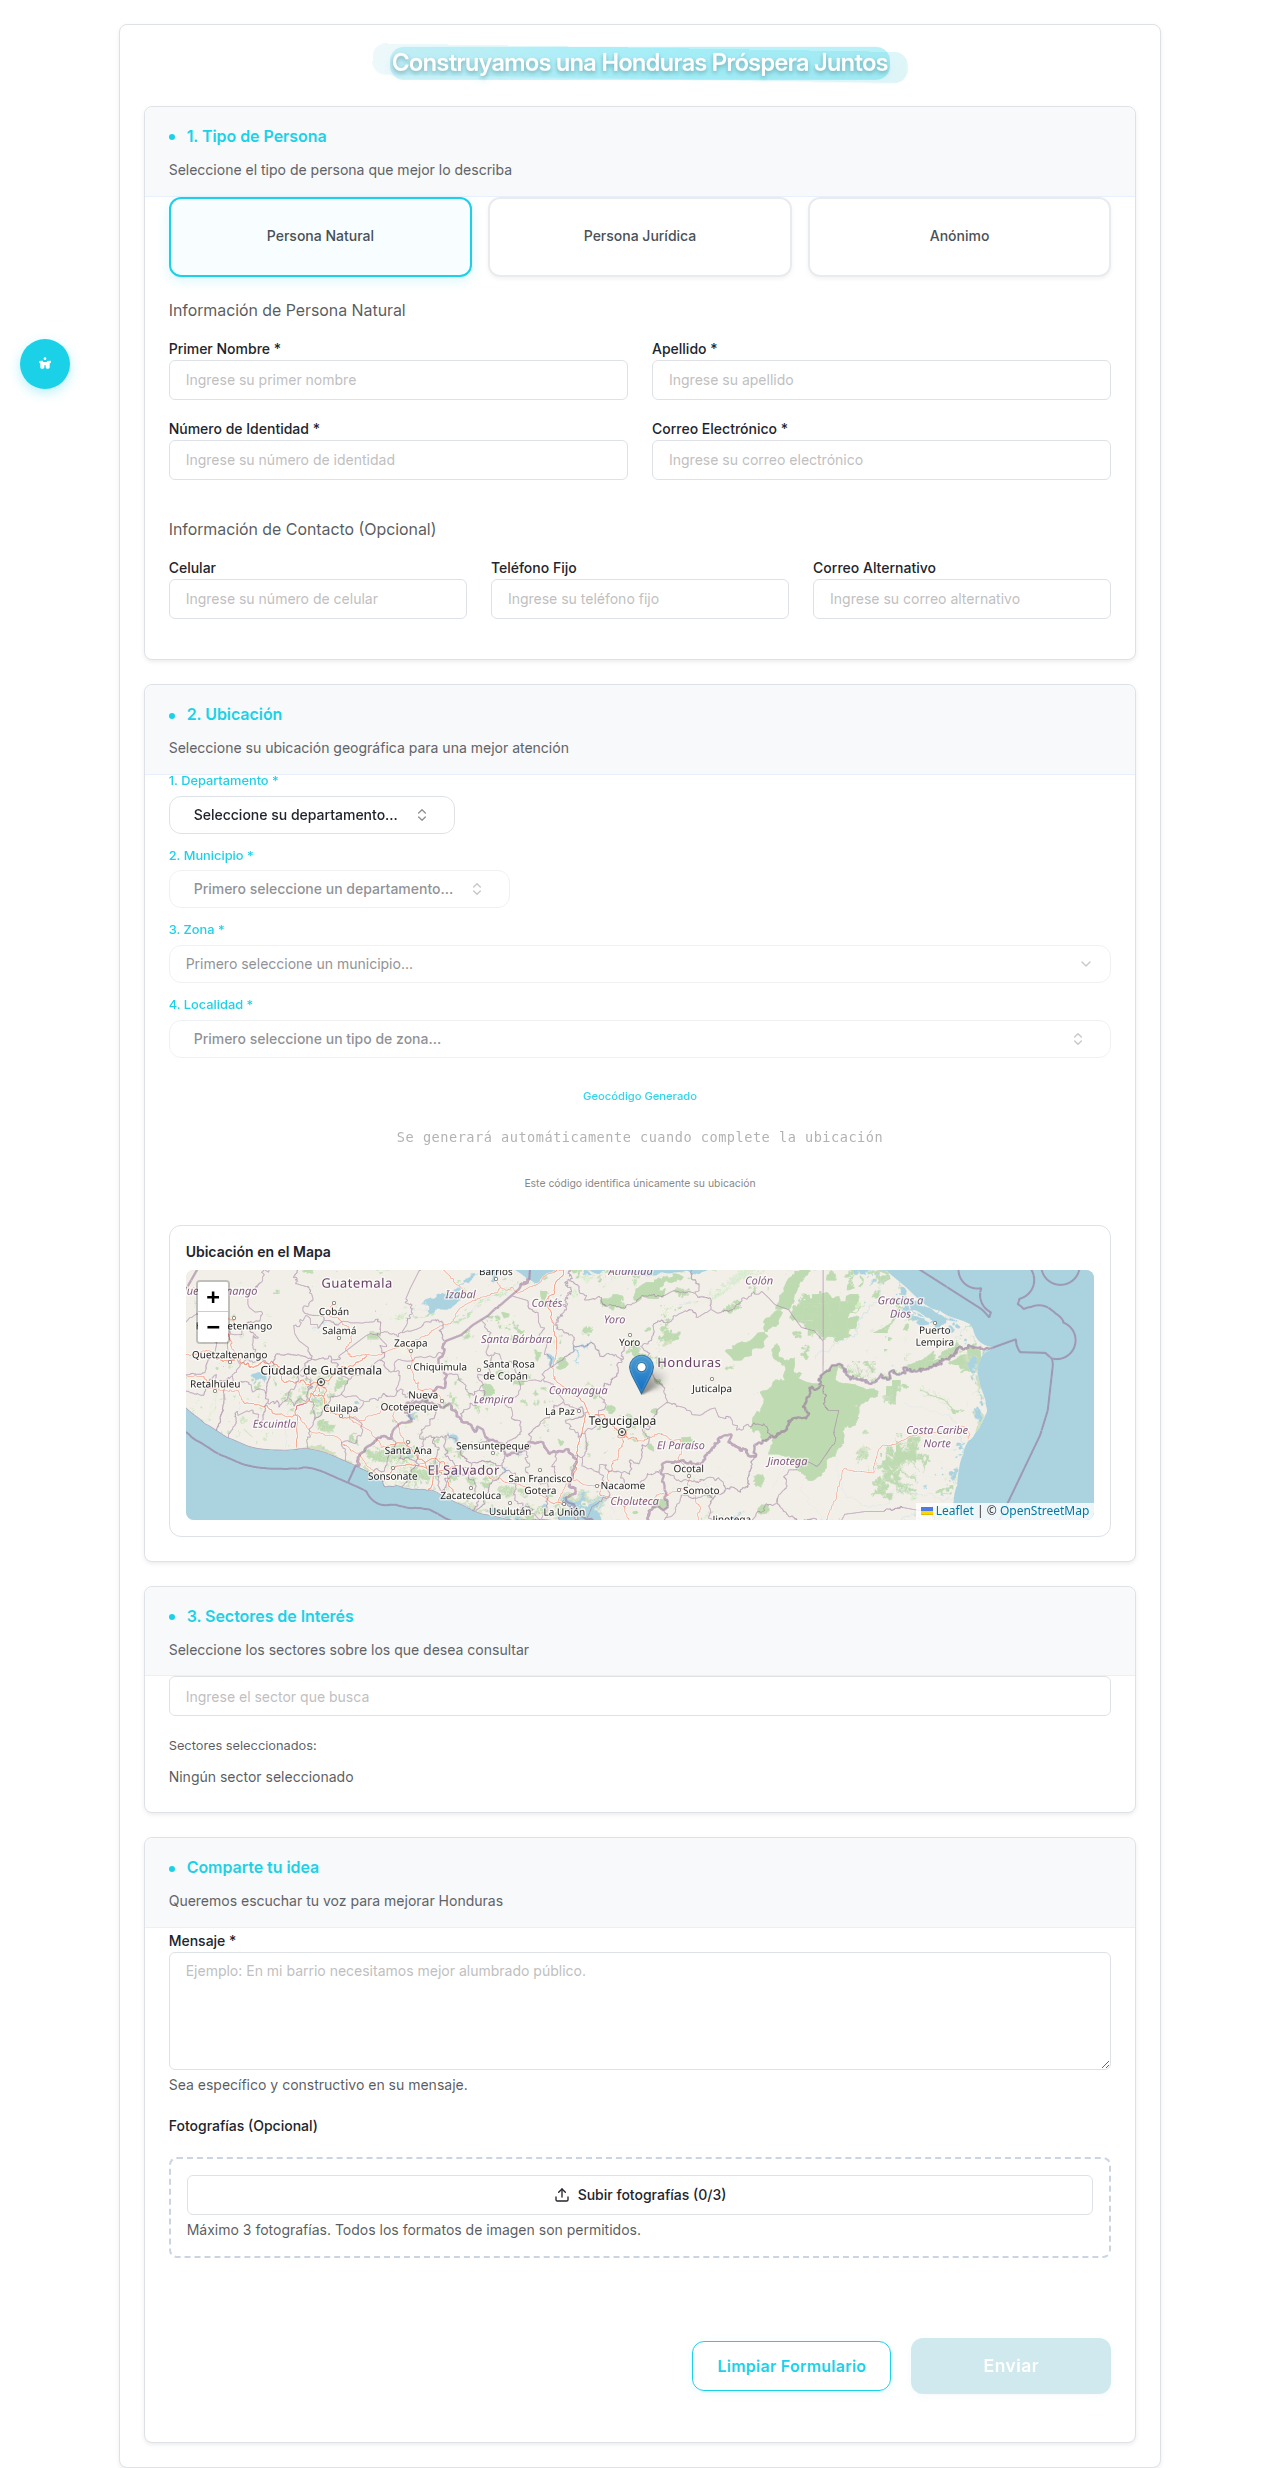 Construyamos una Honduras Próspera Juntos
1. Tipo de Persona
Seleccione el tipo de persona que mejor lo describa
Persona Natural
Persona Jurídica
Anónimo
Información de Persona Natural
Primer Nombre *
Apellido *
Ingrese su primer nombre
Ingrese su apellido
Número de Identidad *
Correo Electrónico *
Ingrese su número de identidad
Ingrese su correo electrónico
Información de Contacto (Opcional)
Celular
Teléfono Fijo
Correo Alternativo
Ingrese su número de celular
Ingrese su teléfono fijo
Ingrese su correo alternativo
2. Ubicación
Seleccione su ubicación geográfica para una mejor atención
1. Departamento *
Seleccione su departamento...
2. Municipio *
Primero seleccione un departamento...
3. Zona *
Primero seleccione un municipio...
4. Localidad *
Primero seleccione un tipo de zona...
Geocódigo Generado
Se generará automáticamente cuando complete la ubicación
Este código identifica únicamente su ubicación
Ubicación en el Mapa
+
−
Guatemala
Barrios
Atlántida
Colón
Izabal
Cortés
Gracias a
Dios
Cobán
Yoro
Salamá
Santa Bárbara
Yoro
Puerto
Lempira
Zacapa
Quetzaltenango
Ciudad de Guatemala
Chiquimula
Santa Rosa
de Copán
Honduras
Retalhuleu
Nueva
Ocotepeque
Lempira
Comayagua
Juticalpa
Cuilapa
La Paz
Escuintla
Tegucigalpa
Costa Caribe
Norte
Santa Ana
Sensuntepeque
El Paraíso
Jinotega
Sonsonate
El Salvador
San Francisco
Gotera
Ocotal
Nacaome
Somoto
Zacatecoluca
Choluteca
Usulután
La Unión
Jinotega
Leaflet | © OpenStreetMap
3. Sectores de Interés
Seleccione los sectores sobre los que desea consultar
Ingrese el sector que busca
Sectores seleccionados:
Ningún sector seleccionado
Comparte tu idea
Queremos escuchar tu voz para mejorar Honduras
Mensaje *
Ejemplo: En mi barrio necesitamos mejor alumbrado público.
Sea específico y constructivo en su mensaje.
Fotografías (Opcional)
Subir fotografías (0/3)
Máximo 3 fotografías. Todos los formatos de imagen son permitidos.
Limpiar Formulario
Enviar